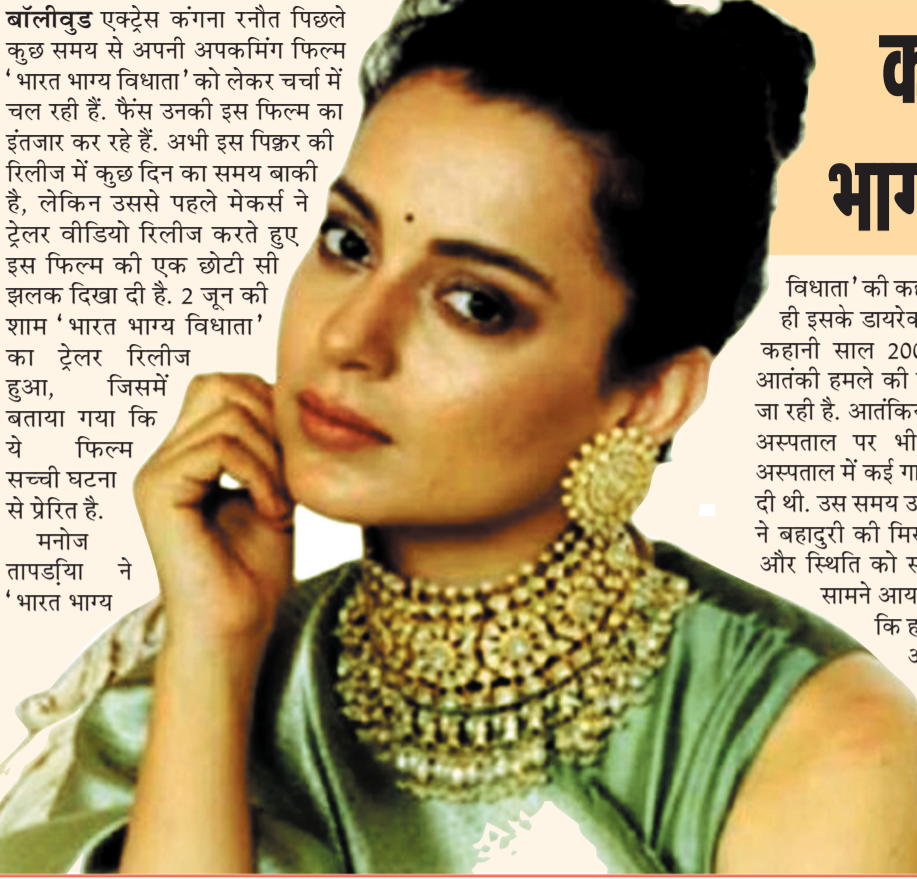 बॉलीवुड एक्ट्रेस कंगना रनौत पिछले
कुछ समय से अपनी अपकमिंग फिल्म
‘भारत भाग्य विधाता’ को लेकर चर्चा में
चल रही हैं. फैंस उनकी इस फिल्म का
इंतजार कर रहे हैं. अभी इस पिक्चर की
रिलीज में कुछ दिन का समय बाकी
है, लेकिन उससे पहले मेकर्स ने
ट्रेलर वीडियो रिलीज करते हुए
इस फिल्म की एक छोटी सी
झलक दिखा दी है. 2 जून की
शाम ‘भारत भाग्य विधाता’
का ट्रेलर रिलीज
हुआ, जिसमें
बताया गया कि
ये फिल्म
सच्ची घटना
से प्रेरित है.
मनोज
तापड़िया ने
‘भारत भाग्य
विधाता’ की
ही इसके
कहानी साल
आतंकी हमले की
जा रही है.
अस्पताल पर भी
अस्पताल में कई
दी थी. उस समय
ने बहादुरी की
और स्थिति को
सामने
कि